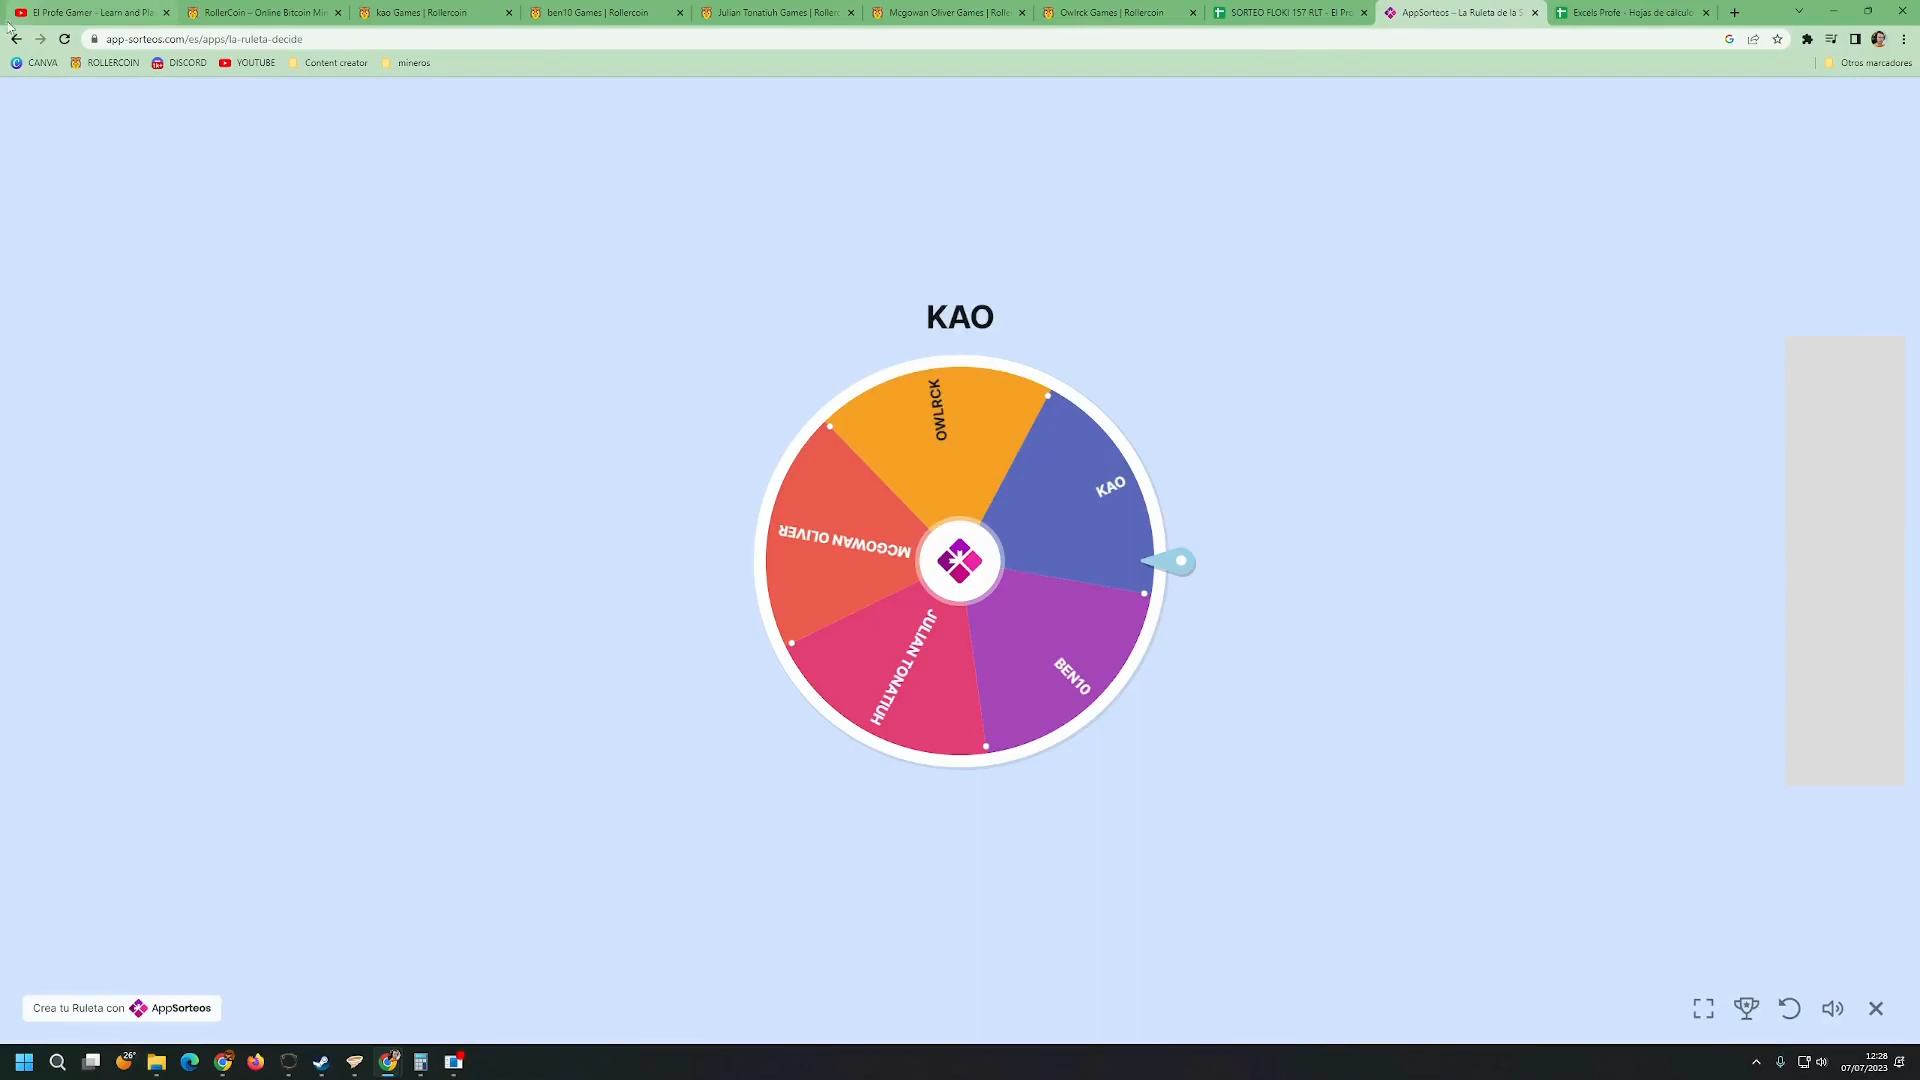 El Profe Gamer - Learn and Pla
RollerCoin – Online Bitcoin Min
kao Games | Rollercoin
ben10 Games | Rollercoin
Julian Tonatiuh Games | Rollerc
Mcgowan Oliver Games | Rolle
Owlrck Games | Rollercoin
SORTEO FLOKI 157 RLT - El Pro
AppSorteos – La Ruleta de la S
Excels Profe - Hojas de cálculo
app-sorteos.com/es/apps/la-ruleta-decide
CANVA
ROLLERCOIN
DISCORD
YOUTUBE
Content creator
mineros
Otros marcadores
KAO
OWLRCK
KAO
MCGOWAN OLIVER
JULIAN TONATIUH
BEN10
Crea tu Ruleta con AppSorteos
26°
12:28
07/07/2023